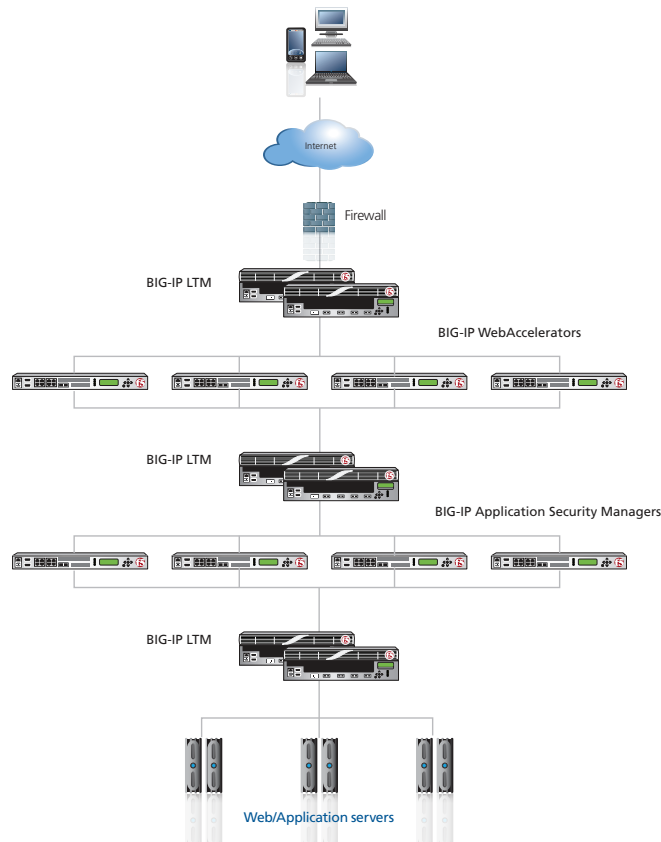 Internet
Firewall
BIG-IP LTM
BIG-IP WebAccelerators
BIG-IP LTM
BIG-IP Application Security Managers
BIG-IP LTM
Web/Application servers